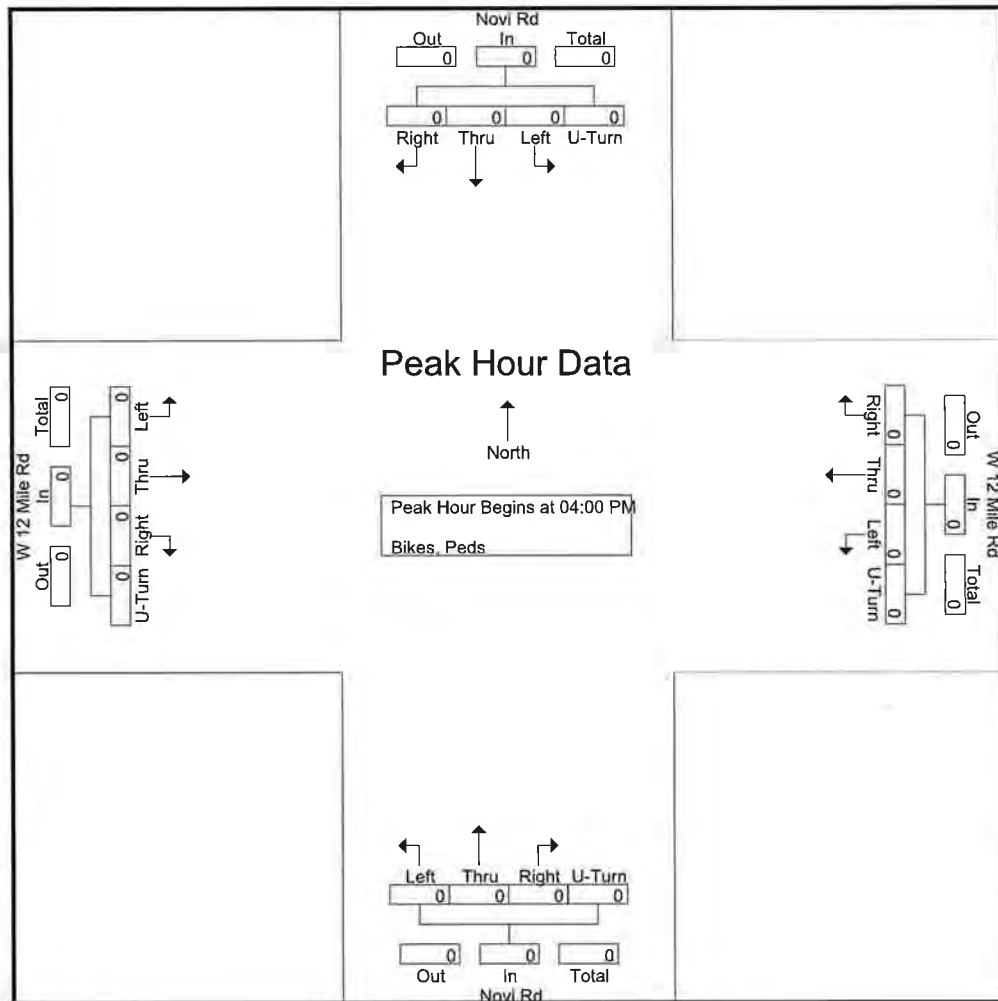 Novi Rd
Out In Total
0 0 0
0 0 0 0
Right Thru Left U-Turn
Peak Hour Data
North
Peak Hour Begins at 04:00 PM
Bikes, Peds
W 12 Mile Rd
Out In Total
0 0 0
0 0 0 0
U-Turn Right Thru Left
W 12 Mile Rd
Out In Total
0 0 0
0 0 0 0
Right Thru Left U-Turn
Left Thru Right U-Turn
0 0 0 0
0 0 0
Out In Total
Novi Rd